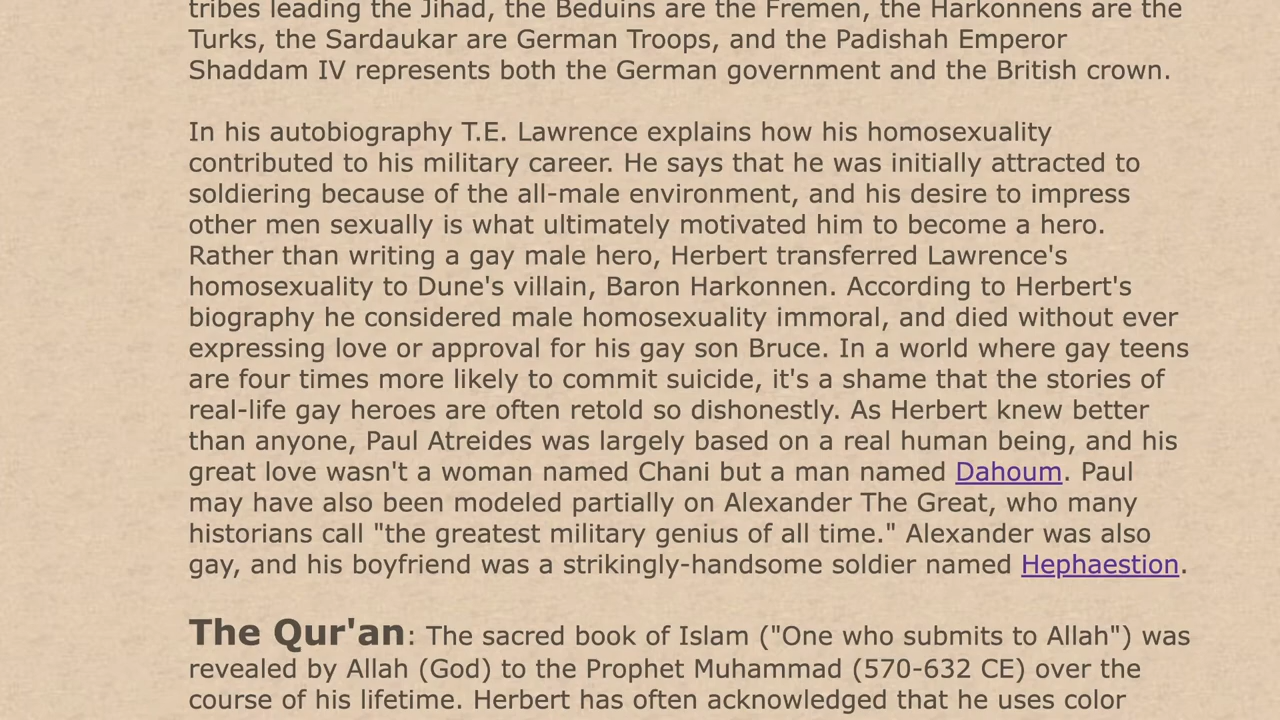 tribes leading the Jihad, the Beduins are the Fremen, the Harkonnens are the
Turks, the Sardaukar are German Troops, and the Padishah Emperor
Shaddam IV represents both the German government and the British crown.
In his autobiography T.E. Lawrence explains how his homosexuality
contributed to his military career. He says that he was initially attracted to
soldiering because of the all-male environment, and his desire to impress
other men sexually is what ultimately motivated him to become a hero.
Rather than writing a gay male hero, Herbert transferred Lawrence's
homosexuality to Dune's villain, Baron Harkonnen. According to Herbert's
biography he considered male homosexuality immoral, and died without ever
expressing love or approval for his gay son Bruce. In a world where gay teens
are four times more likely to commit suicide, it's a shame that the stories of
real-life gay heroes are often retold so dishonestly. As Herbert knew better
than anyone, Paul Atreides was largely based on a real human being, and his
great love wasn't a woman named Chani but a man named Dahoum. Paul
may have also been modeled partially on Alexander The Great, who many
historians call "the greatest military genius of all time." Alexander was also
gay, and his boyfriend was a strikingly-handsome soldier named Hephaestion.
The Qur'an: The sacred book of Islam ("One who submits to Allah") was
revealed by Allah (God) to the Prophet Muhammad (570-632 CE) over the
course of his lifetime. Herbert has often acknowledged that he uses color